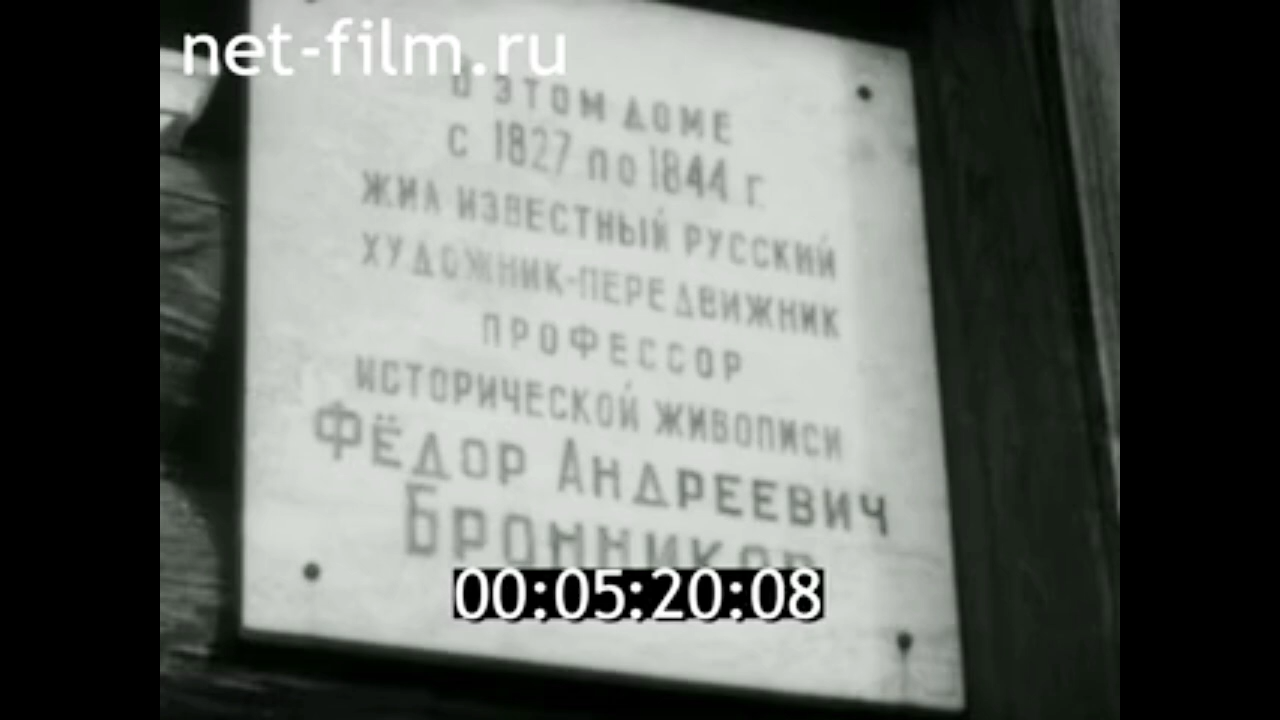 net-film.ru
В ЭТОМ ДОМЕ
с 1827 по 1844 г.
ЖИЛ ИЗВЕСТНЫЙ РУССКИЙ
ХУДОЖНИК-ПЕРЕДВИЖНИК
ПРОФЕССОР
ИСТОРИЧЕСКОЙ ЖИВОПИСИ
ФЁДОР АНДРЕЕВИЧ
БРОННИКОВ
00:05:20:08